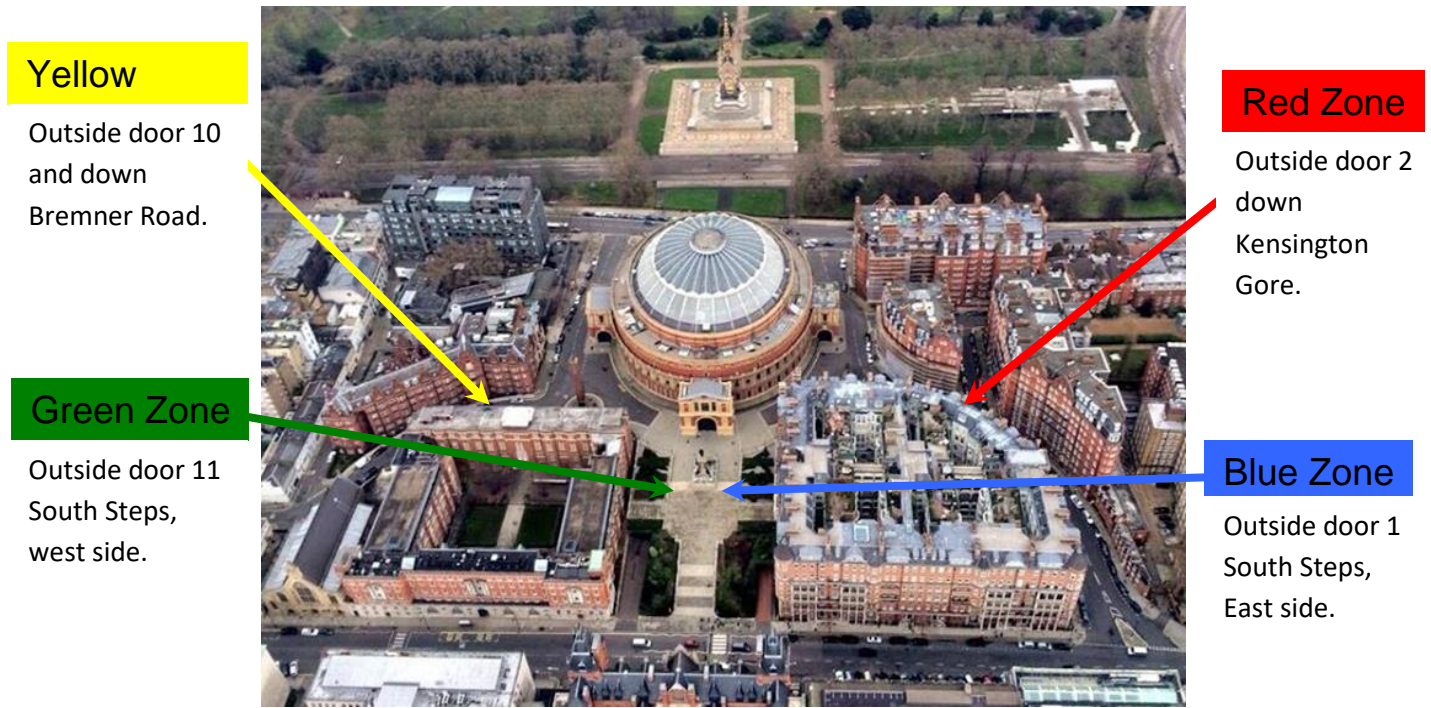 Yellow
Outside door 10
and down
Bremner Road.
Green Zone
Outside door 11
South Steps,
west side.
Red Zone
Outside door 2
down
Kensington
Gore.
Blue Zone
Outside door 1
South Steps,
East side.